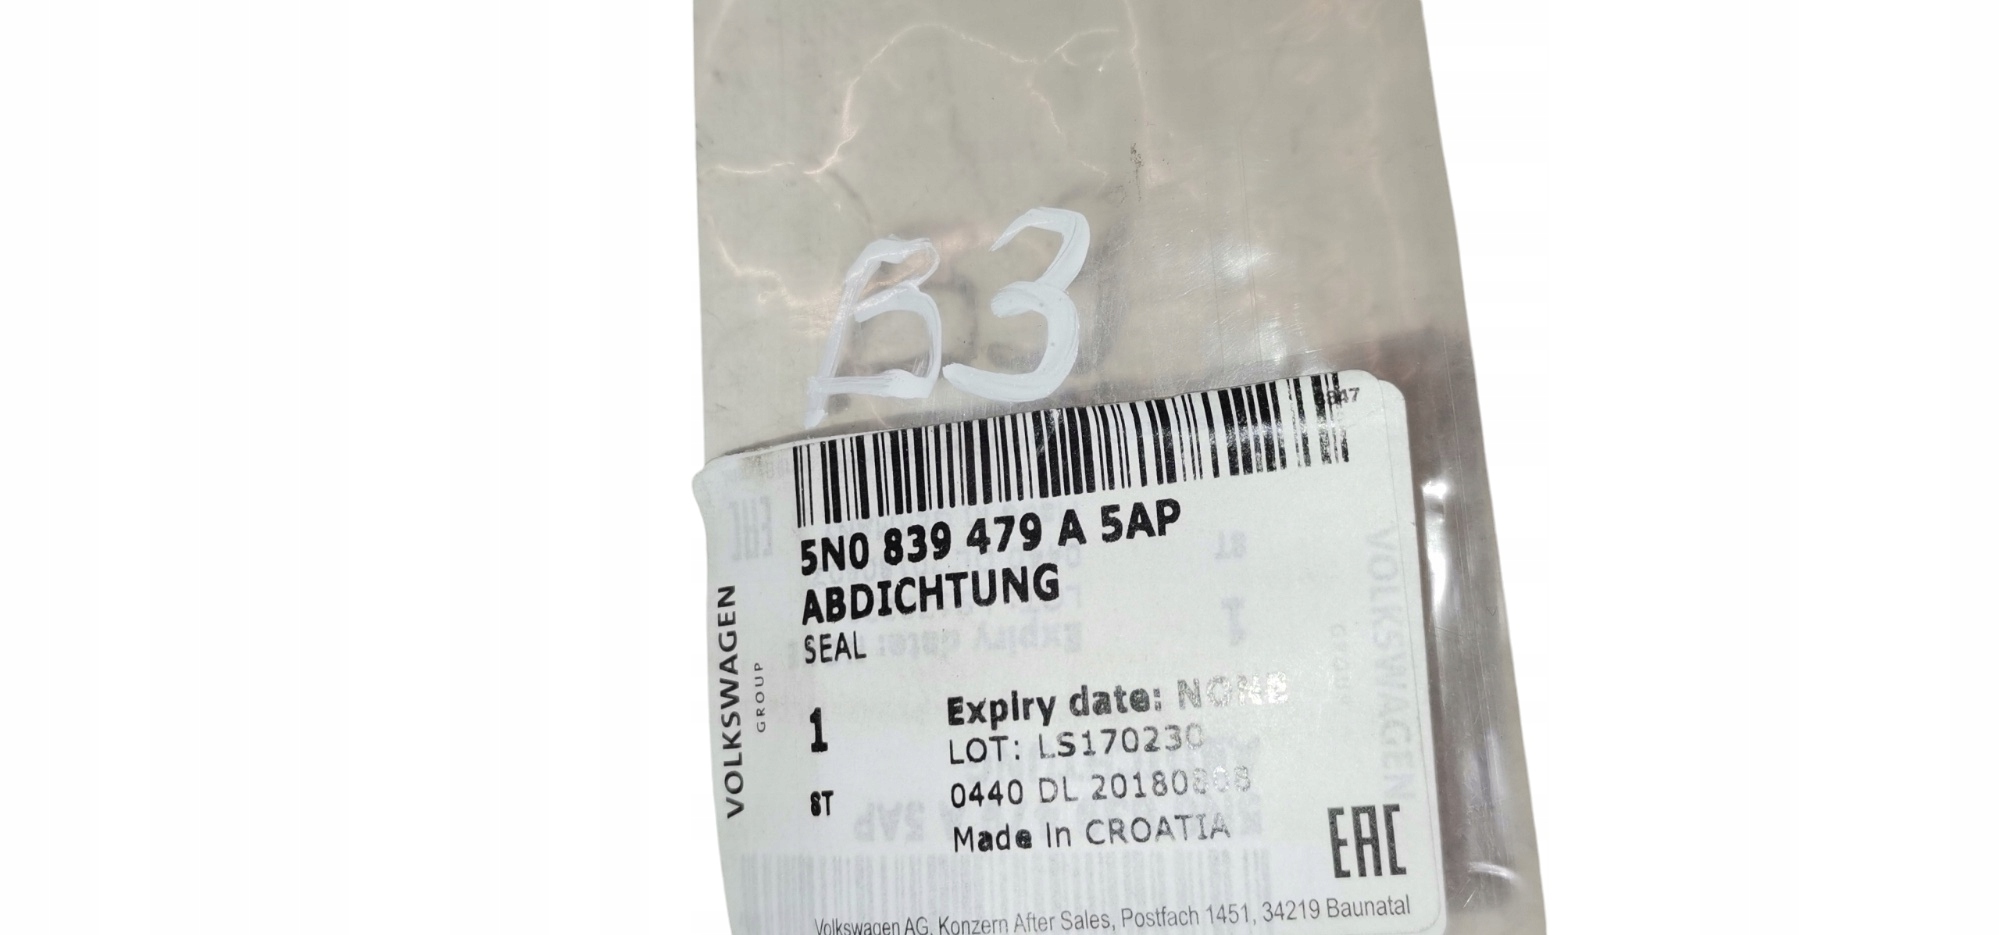 B3
5N0 839 479 A 5AP
ABDICHTUNG
SEAL
VOLKSWAGEN
GROUP
1
ST
Expiry date: NONE
LOT: LS170230
0440 DL 20180808
Made in CROATIA
EAC
Volkswagen AG, Konzern After Sales, Postfach 1451, 34219 Baunatal